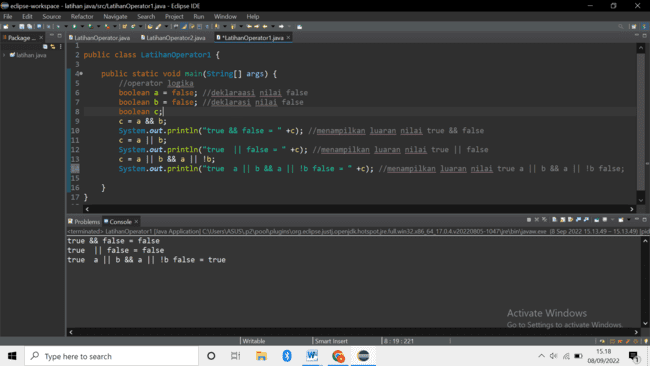 eclipse-workspace - latihan java/src/LatihanOperator1.java - Eclipse IDE
File Edit Source Refactor Navigate Search Project Run Window Help
Package ...
LatihanOperator.java LatihanOperator2.java *LatihanOperator1.java
latihan java
1
2 public class LatihanOperator1 {
3
4 public static void main(String[] args) {
5 //operator logika
6 boolean a = false; //deklaraasi nilai false
7 boolean b = false; //deklarasi nilai false
8 boolean c;
9 c = a && b;
10 System.out.println("true && false = " +c); //menampilkan luaran nilai true && false
11 c = a || b;
12 System.out.println("true  || false = " +c); //menampilkan luaran nilai true || false
13 c = a || b && a || !b;
14 System.out.println("true  a || b && a || !b false = " +c); //menampilkan luaran nilai true a || b && a || !b false;
15
16 }
17 }
Problems Console
<terminated> LatihanOperator1 [Java Application] C:\Users\ASUS\.p2\pool\plugins\org.eclipse.justj.openjdk.hotspot.jre.full.win32.x86_64_17.0.4.v20220805-1047\jre\bin\javaw.exe (8 Sep 2022 15.13.49 – 15.13.49) [pid
true && false = false
true  || false = false
true  a || b && a || !b false = true
Activate Windows
Go to Settings to activate Windows.
Writable Smart Insert 8 : 19 : 221
Type here to search
15.18
08/09/2022